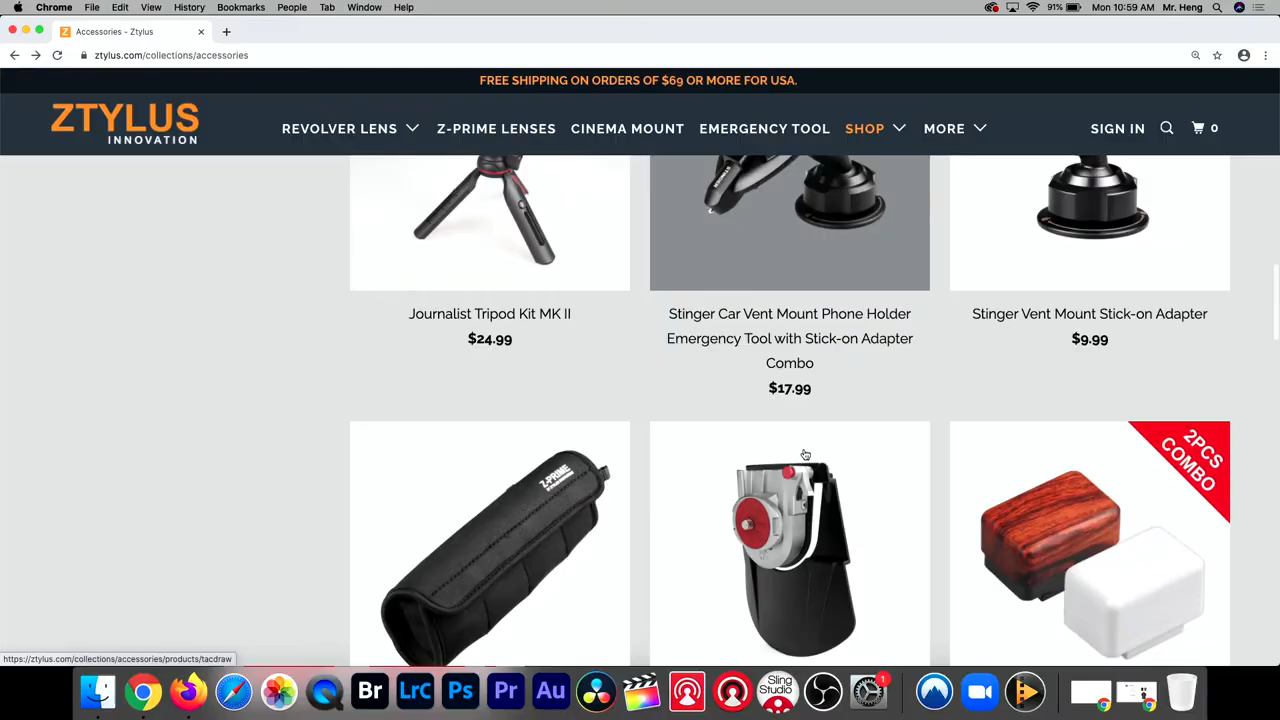 Chrome File Edit View History Bookmarks People Tab Window Help 91% Mon 10:59 AM Mr. Heng
Accessories - Ztylus
ztylus.com/collections/accessories
FREE SHIPPING ON ORDERS OF $69 OR MORE FOR USA.
ZTYLUS
INNOVATION
REVOLVER LENS Z-PRIME LENSES CINEMA MOUNT EMERGENCY TOOL SHOP MORE SIGN IN 0
Journalist Tripod Kit MK II
$24.99
Stinger Car Vent Mount Phone Holder
Emergency Tool with Stick-on Adapter
Combo
$17.99
Stinger Vent Mount Stick-on Adapter
$9.99
Z-PRIME
2PCS
COMBO
https://ztylus.com/collections/accessories/products/tacdraw
Br LrC Ps Pr Au
Sling
Studio
1